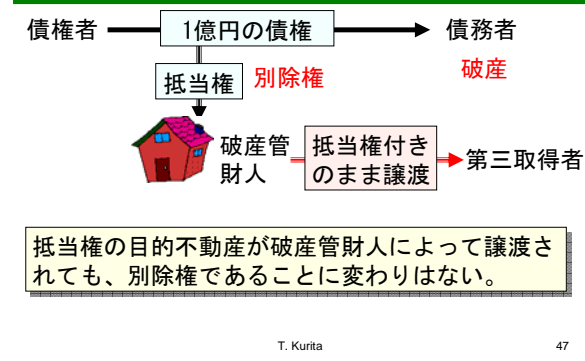 債権者
1億円の債権
債務者
抵当権
別除権
破産
破産管
財人
抵当権付き
のまま譲渡
第三取得者
抵当権の目的不動産が破産管財人によって譲渡さ
れても、別除権であることに変わりはない。
T. Kurita
47